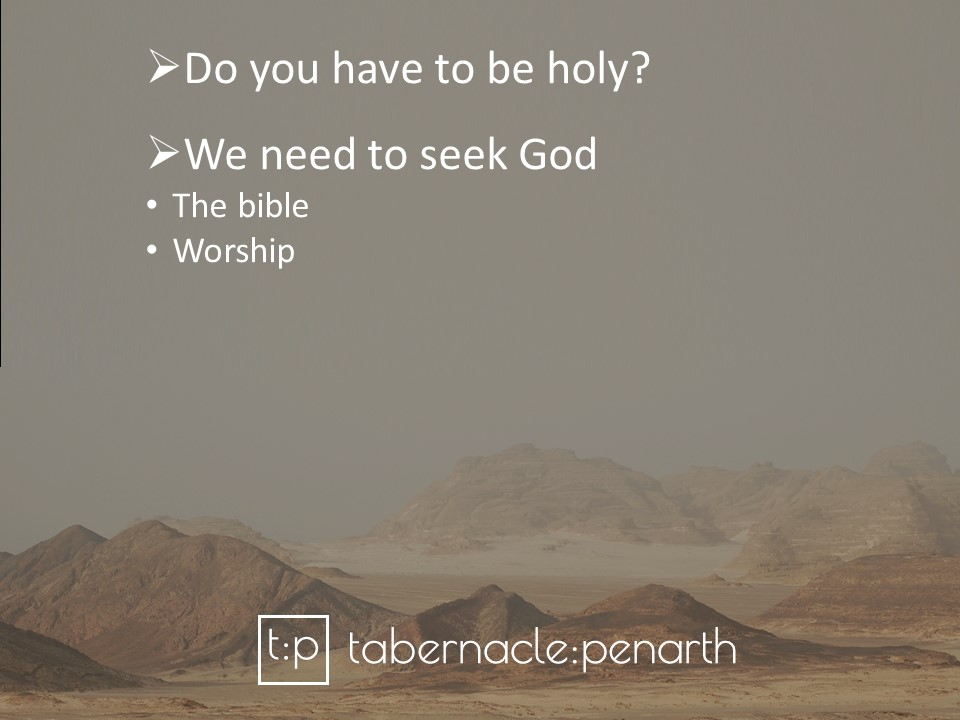 ➢Do you have to be holy?
➢We need to seek God
• The bible
• Worship
t:p tabernacle:penarth